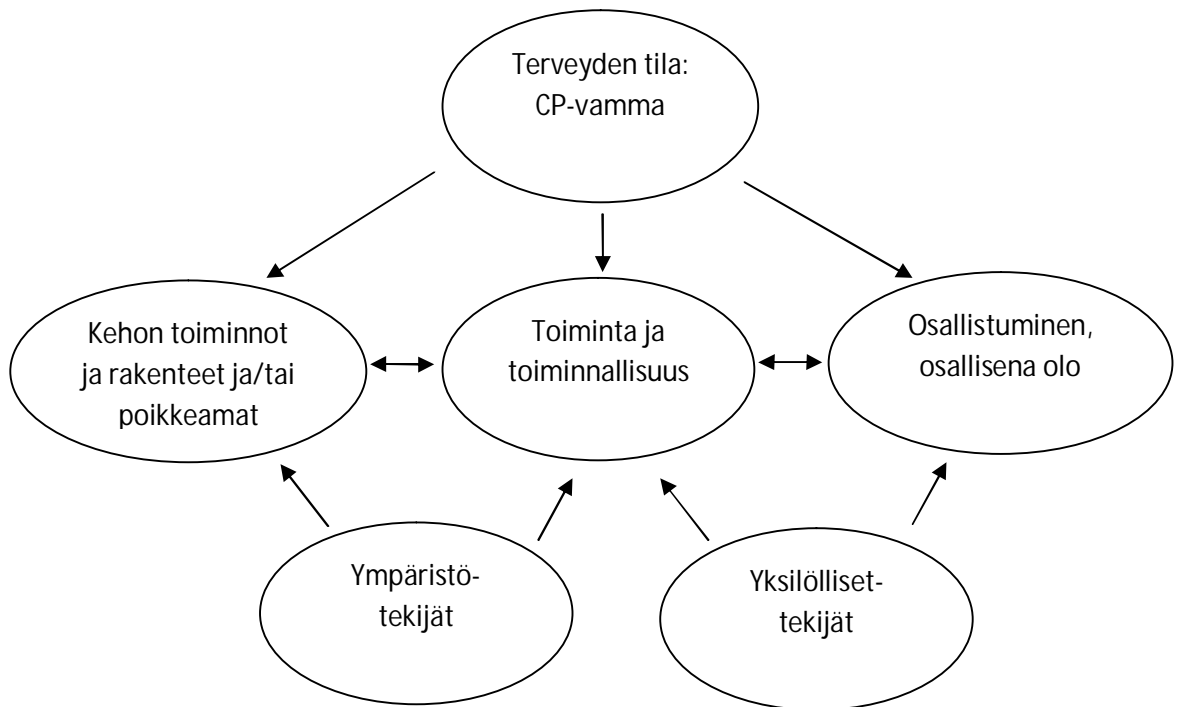 Terveyden tila:
CP-vamma
Kehon toiminnot
ja rakenteet ja/tai
poikkeamat
Toiminta ja
toiminnallisuus
Osallistuminen,
osallisena olo
Ympäristö-
tekijät
Yksilölliset-
tekijät